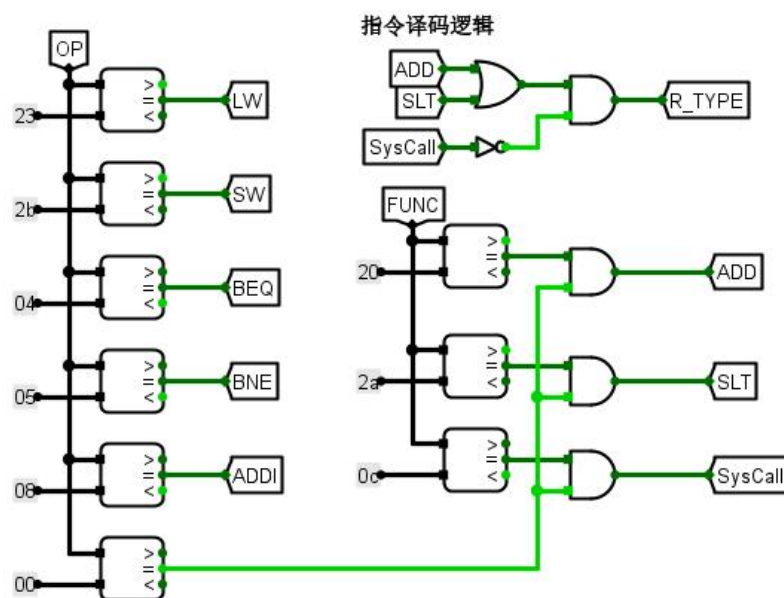 指令译码逻辑
OP
>
=
<
LW
23
>
=
<
SW
2b
>
=
<
BEQ
04
>
=
<
BNE
05
>
=
<
ADDI
08
>
=
<
00
ADD
SLT
R_TYPE
SysCall
FUNC
>
=
<
20
ADD
>
=
<
2a
SLT
>
=
<
0c
SysCall